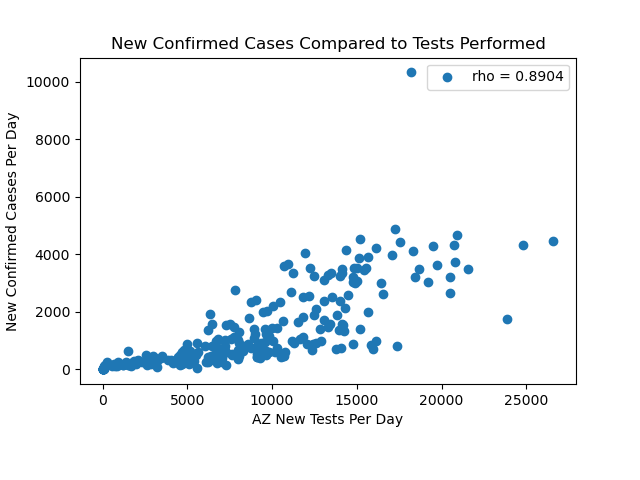 New Confirmed Cases Compared to Tests Performed
rho = 0.8904
New Confirmed Caeses Per Day
10000
8000
6000
4000
2000
0
0 5000 10000 15000 20000 25000
AZ New Tests Per Day